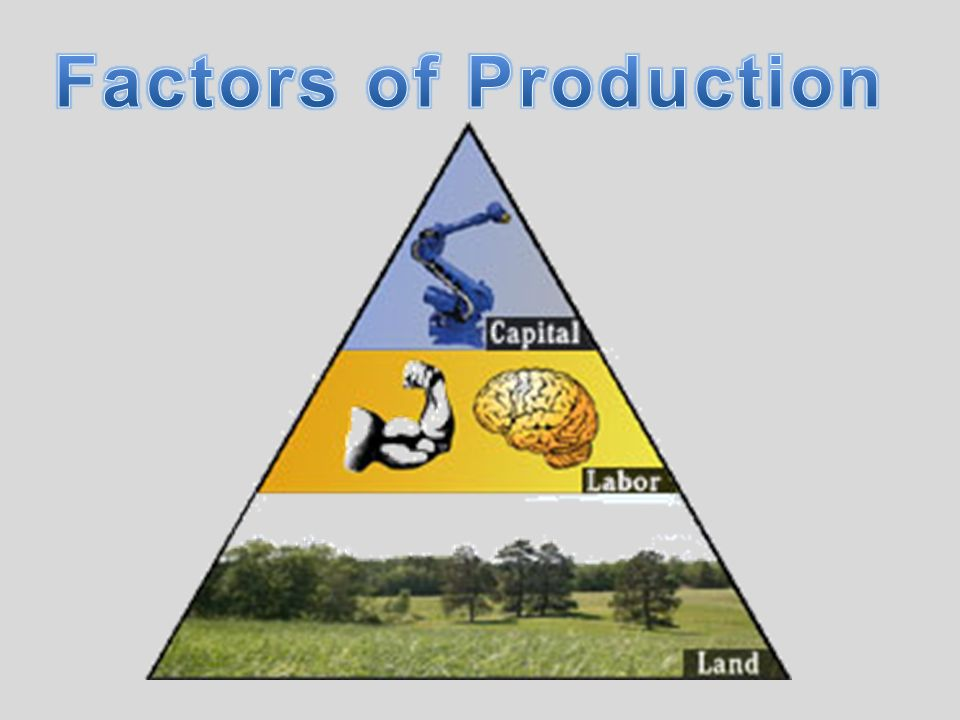 Factors of Production
Capital
Labor
Land